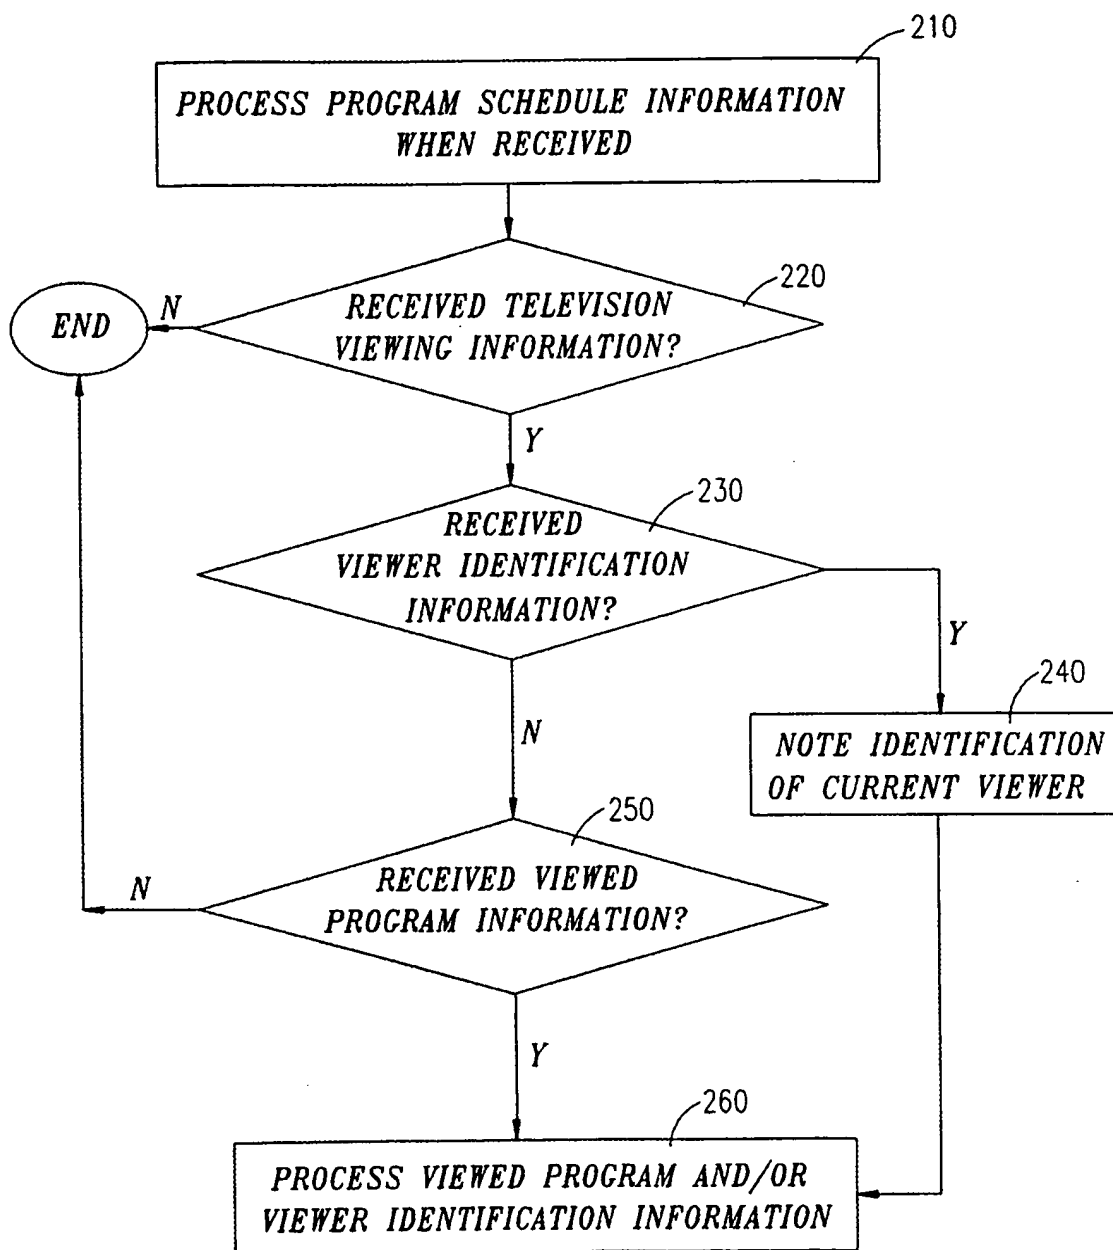 210
PROCESS PROGRAM SCHEDULE INFORMATION
WHEN RECEIVED
220
RECEIVED TELEVISION
VIEWING INFORMATION?
N
END
Y
230
RECEIVED
VIEWER IDENTIFICATION
INFORMATION?
Y
240
NOTE IDENTIFICATION
OF CURRENT VIEWER
N
250
RECEIVED VIEWED
PROGRAM INFORMATION?
N
Y
260
PROCESS VIEWED PROGRAM AND/OR
VIEWER IDENTIFICATION INFORMATION